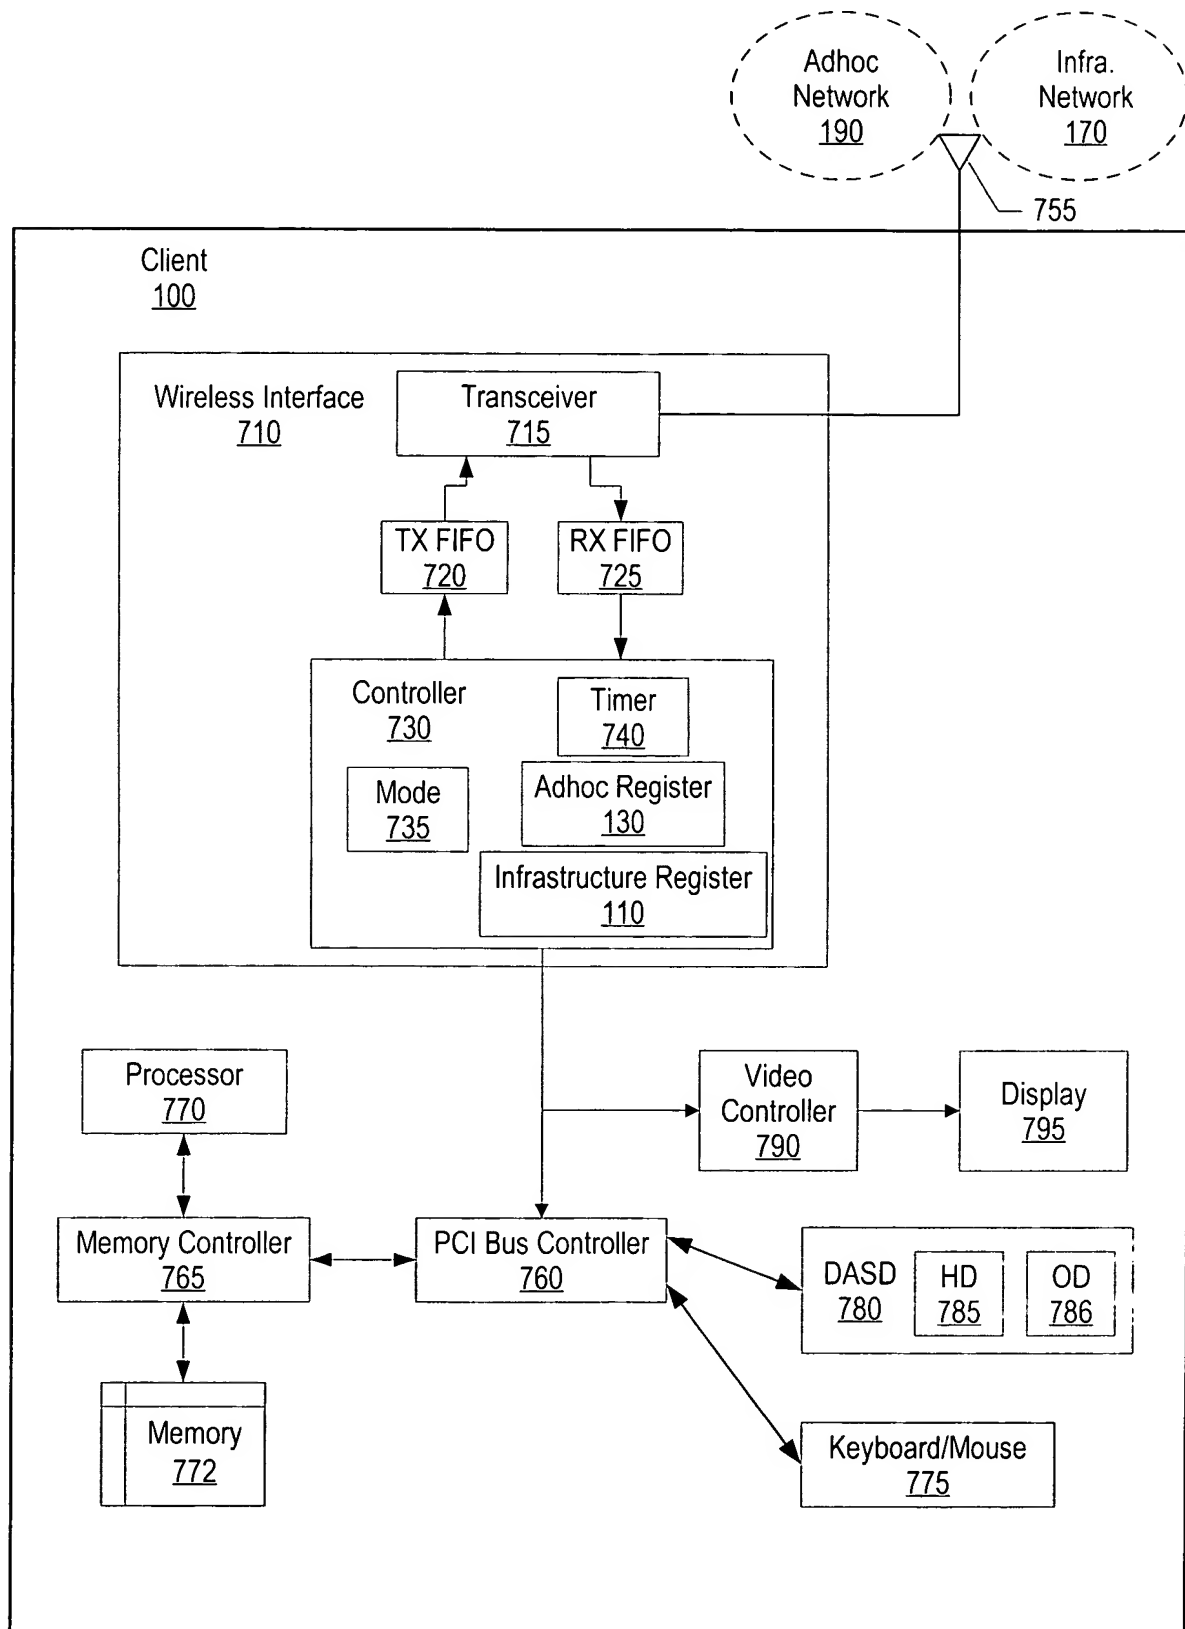 Adhoc
Network
190
Infra.
Network
170
755
Client
100
Wireless Interface
710
Transceiver
715
TX FIFO
720
RX FIFO
725
Controller
730
Timer
740
Mode
735
Adhoc Register
130
Infrastructure Register
110
Processor
770
Video
Controller
790
Display
795
Memory Controller
765
PCI Bus Controller
760
DASD
780
HD
785
OD
786
Memory
772
Keyboard/Mouse
775